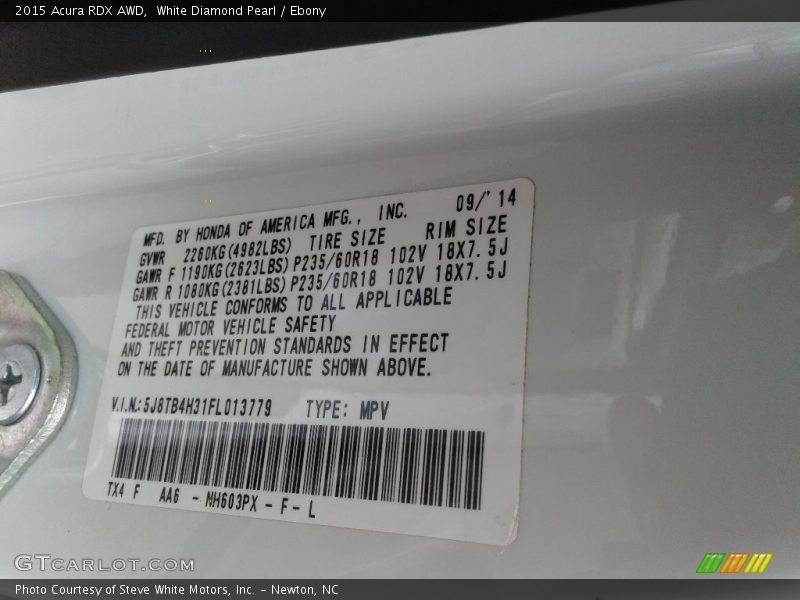 2015 Acura RDX AWD,  White Diamond Pearl / Ebony
MFD. BY HONDA OF AMERICA MFG., INC. 09/'14
GVWR 2260KG(4982LBS) TIRE SIZE RIM SIZE
GAWR F 1190KG(2623LBS) P235/60R18 102V 18X7.5J
GAWR R 1080KG(2381LBS) P235/60R18 102V 18X7.5J
THIS VEHICLE CONFORMS TO ALL APPLICABLE
FEDERAL MOTOR VEHICLE SAFETY
AND THEFT PREVENTION STANDARDS IN EFFECT
ON THE DATE OF MANUFACTURE SHOWN ABOVE.
V.I.N.:5J8TB4H31FL013779 TYPE: MPV
TX4 F AA6 - NH603PX - F - L
GTCARLOT.COM
Photo Courtesy of Steve White Motors, Inc. – Newton, NC